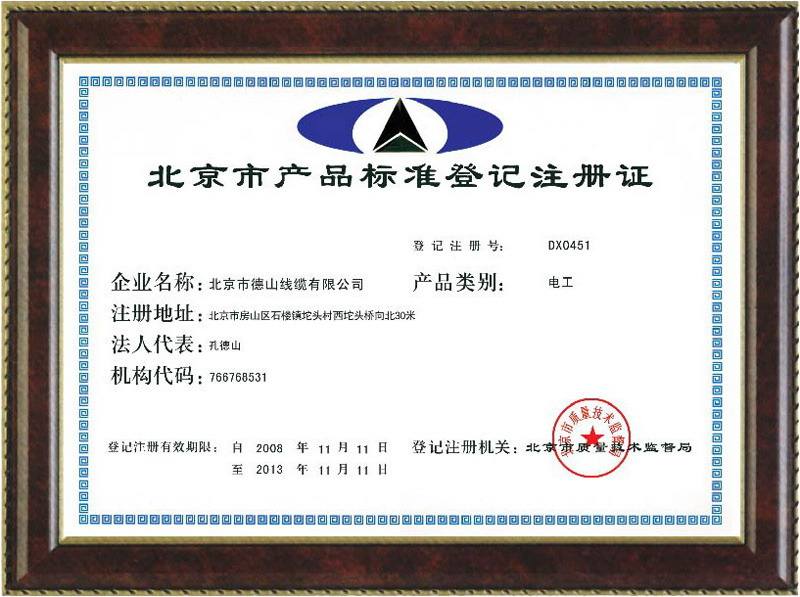 北京市产品标准登记注册证
登记注册号: DX0451
企业名称: 北京市德山线缆有限公司 产品类别: 电工
注册地址: 北京市房山区石楼镇坨头村西坨头桥向北30米
法人代表: 孔德山
机构代码: 766768531
登记注册有效期限: 自 2008 年 11 月 11 日 登记注册机关: 北京市质量技术监督局
至 2013 年 11 月 11 日
北京市质量技术监督局